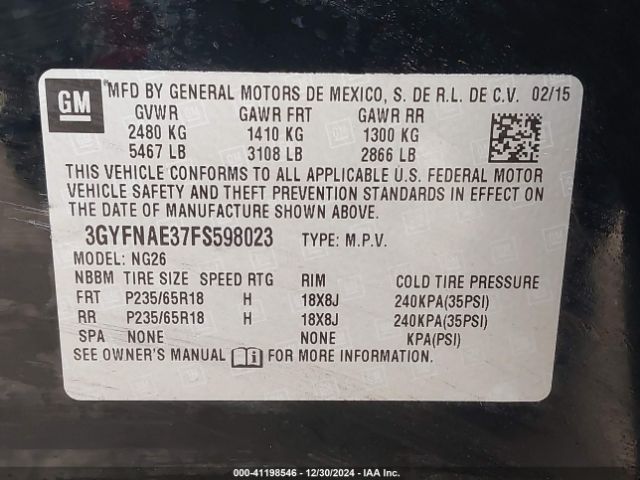 GM MFD BY GENERAL MOTORS DE MEXICO, S. DE R.L. DE C.V. 02/15
GVWR GAWR FRT GAWR RR
2480 KG 1410 KG 1300 KG
5467 LB 3108 LB 2866 LB
THIS VEHICLE CONFORMS TO ALL APPLICABLE U.S. FEDERAL MOTOR
VEHICLE SAFETY AND THEFT PREVENTION STANDARDS IN EFFECT ON
THE DATE OF MANUFACTURE SHOWN ABOVE.
3GYFNAE37FS598023 TYPE: M.P.V.
MODEL: NG26
NBBM TIRE SIZE SPEED RTG RIM COLD TIRE PRESSURE
FRT P235/65R18 H 18X8J 240KPA(35PSI)
RR P235/65R18 H 18X8J 240KPA(35PSI)
SPA NONE NONE KPA(PSI)
SEE OWNER'S MANUAL i FOR MORE INFORMATION.
000-41198546 - 12/30/2024 - IAA Inc.